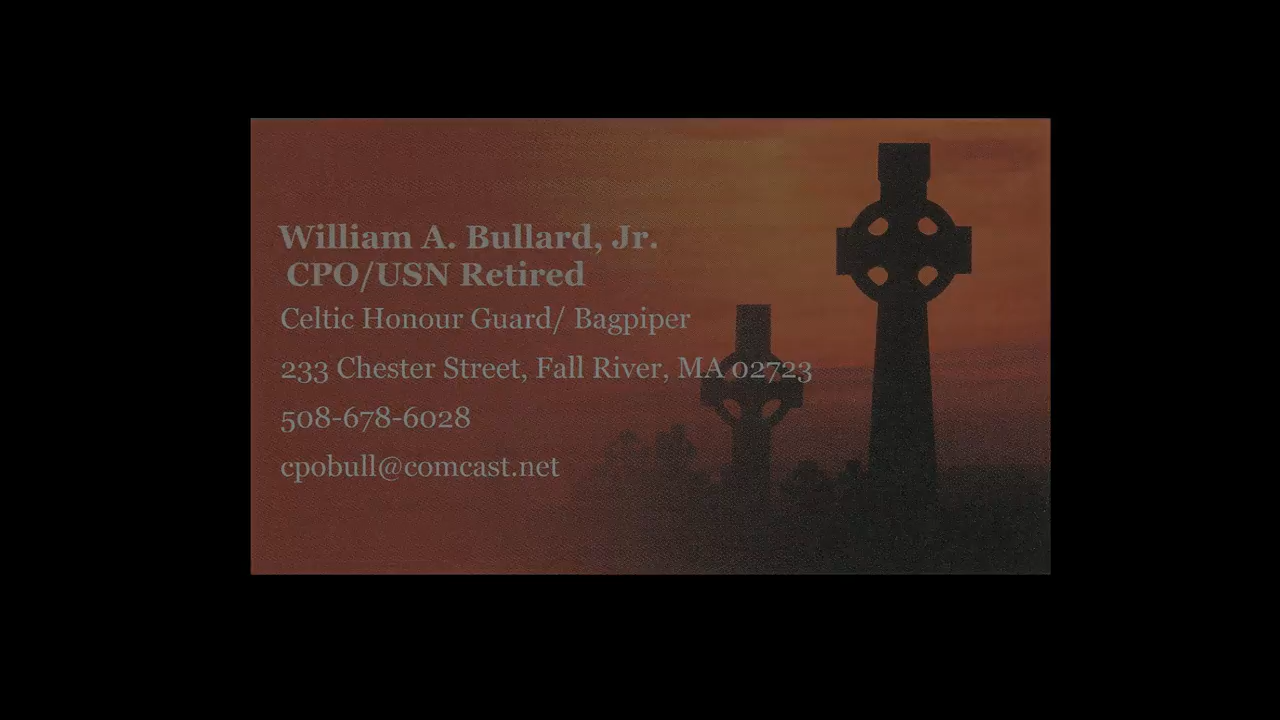 William A. Bullard, Jr.
CPO/USN Retired
Celtic Honour Guard/ Bagpiper
233 Chester Street, Fall River, MA 02723
508-678-6028
cpobull@comcast.net